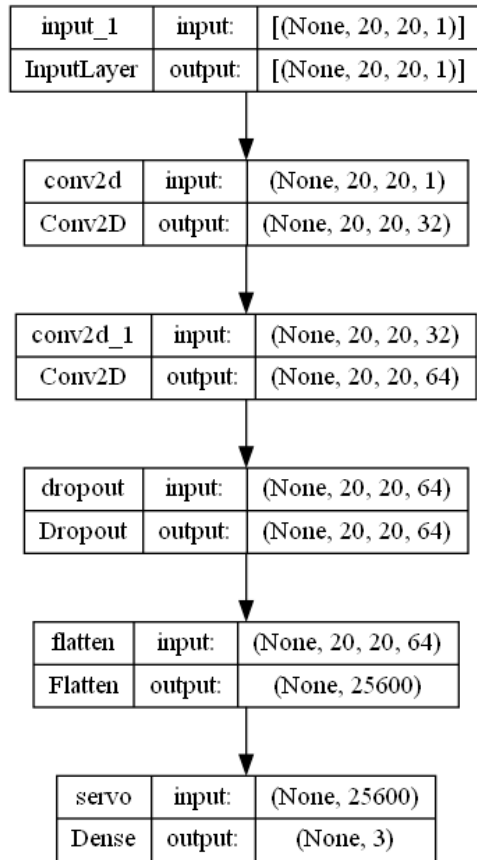 input_1 input: [(None, 20, 20, 1)]
InputLayer output: [(None, 20, 20, 1)]
conv2d input: (None, 20, 20, 1)
Conv2D output: (None, 20, 20, 32)
conv2d_1 input: (None, 20, 20, 32)
Conv2D output: (None, 20, 20, 64)
dropout input: (None, 20, 20, 64)
Dropout output: (None, 20, 20, 64)
flatten input: (None, 20, 20, 64)
Flatten output: (None, 25600)
servo input: (None, 25600)
Dense output: (None, 3)